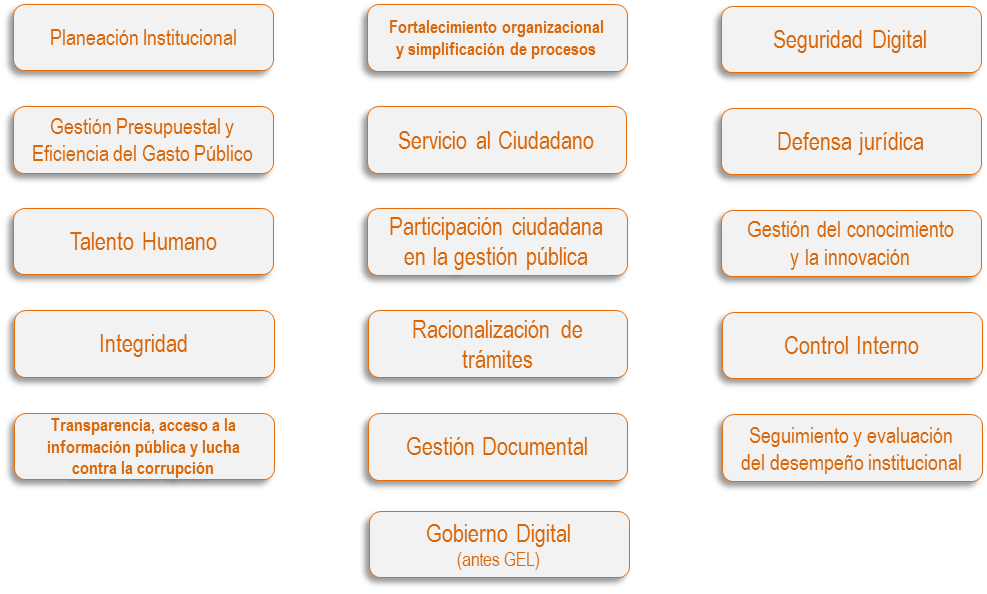 Planeación Institucional
Gestión Presupuestal y
Eficiencia del Gasto Público
Talento Humano
Integridad
Transparencia, acceso a la
información pública y lucha
contra la corrupción
Fortalecimiento organizacional
y simplificación de procesos
Servicio al Ciudadano
Participación ciudadana
en la gestión pública
Racionalización de
trámites
Gestión Documental
Gobierno Digital
(antes GEL)
Seguridad Digital
Defensa jurídica
Gestión del conocimiento
y la innovación
Control Interno
Seguimiento y evaluación
del desempeño institucional